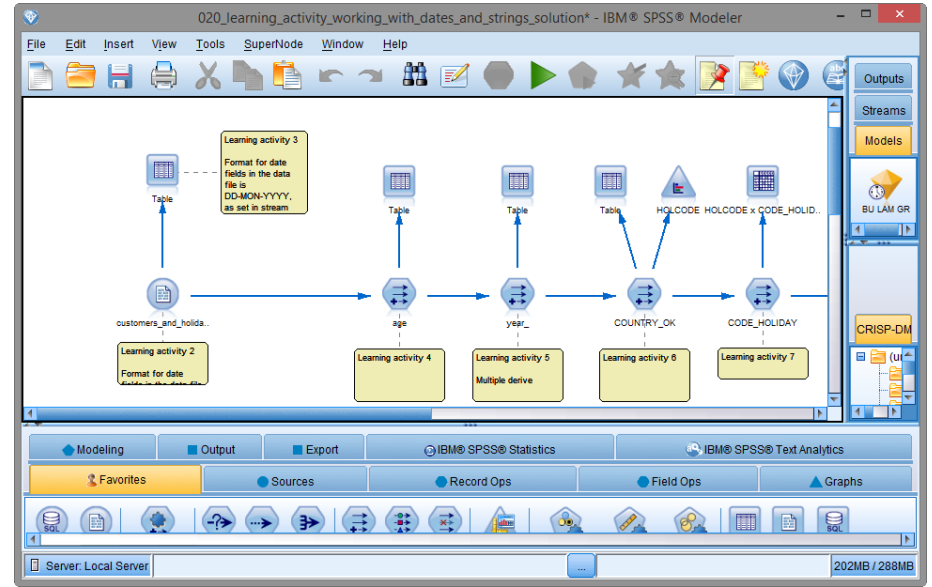 020_learning_activity_working_with_dates_and_strings_solution* - IBM® SPSS® Modeler
File Edit Insert View Tools SuperNode Window Help
Outputs
Streams
Models
BU LAM GR
CRISP-DM
(un
Learning activity 3
Format for date
fields in the data
file is
DD-MON-YYYY,
as set in stream
Table
Table
Table
Table
HOLCODE
HOLCODE x CODE_HOLID...
customers_and_holida...
age
year_
COUNTRY_OK
CODE_HOLIDAY
Learning activity 2
Format for date
fields in the data file
Learning activity 4
Learning activity 5
Multiple derive
Learning activity 6
Learning activity 7
Modeling
Output
Export
IBM® SPSS® Statistics
IBM® SPSS® Text Analytics
Favorites
Sources
Record Ops
Field Ops
Graphs
SQL
SQL
Server: Local Server
...
202MB / 288MB